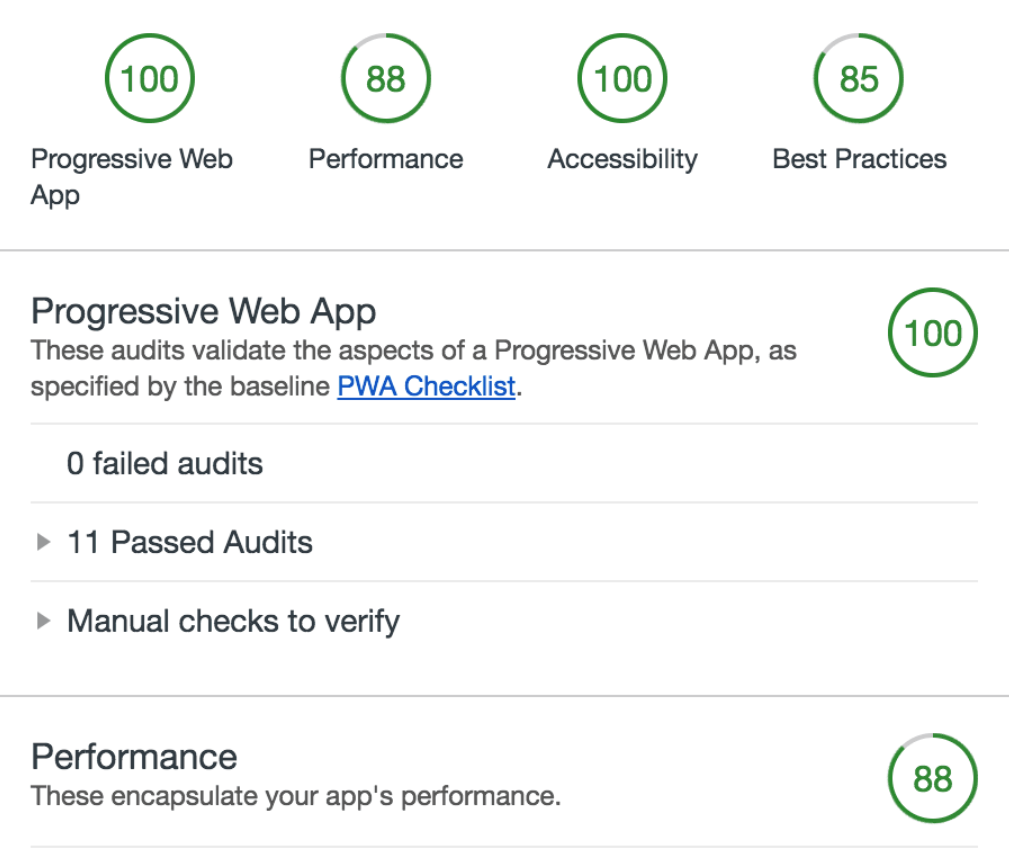 100
88
100
85
Progressive Web
App
Performance
Accessibility
Best Practices
Progressive Web App
100
These audits validate the aspects of a Progressive Web App, as
specified by the baseline PWA Checklist.
0 failed audits
11 Passed Audits
Manual checks to verify
Performance
88
These encapsulate your app's performance.